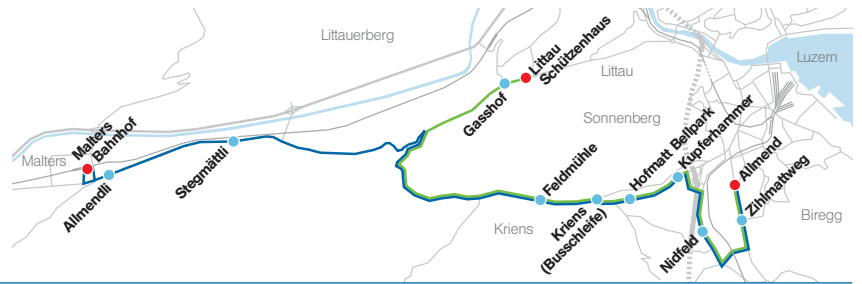 Littauerberg
Luzern
Littau
Schützenhaus
Littau
Gasshof
Sonnenberg
Malters
Bahnhof
Malters
Allmendli
Stegmättli
Feldmühle
Kriens
(Busschleife)
Hofmatt Bellpark
Kupferhammer
Allmend
Zihlmattweg
Nidfeld
Kriens
Biregg